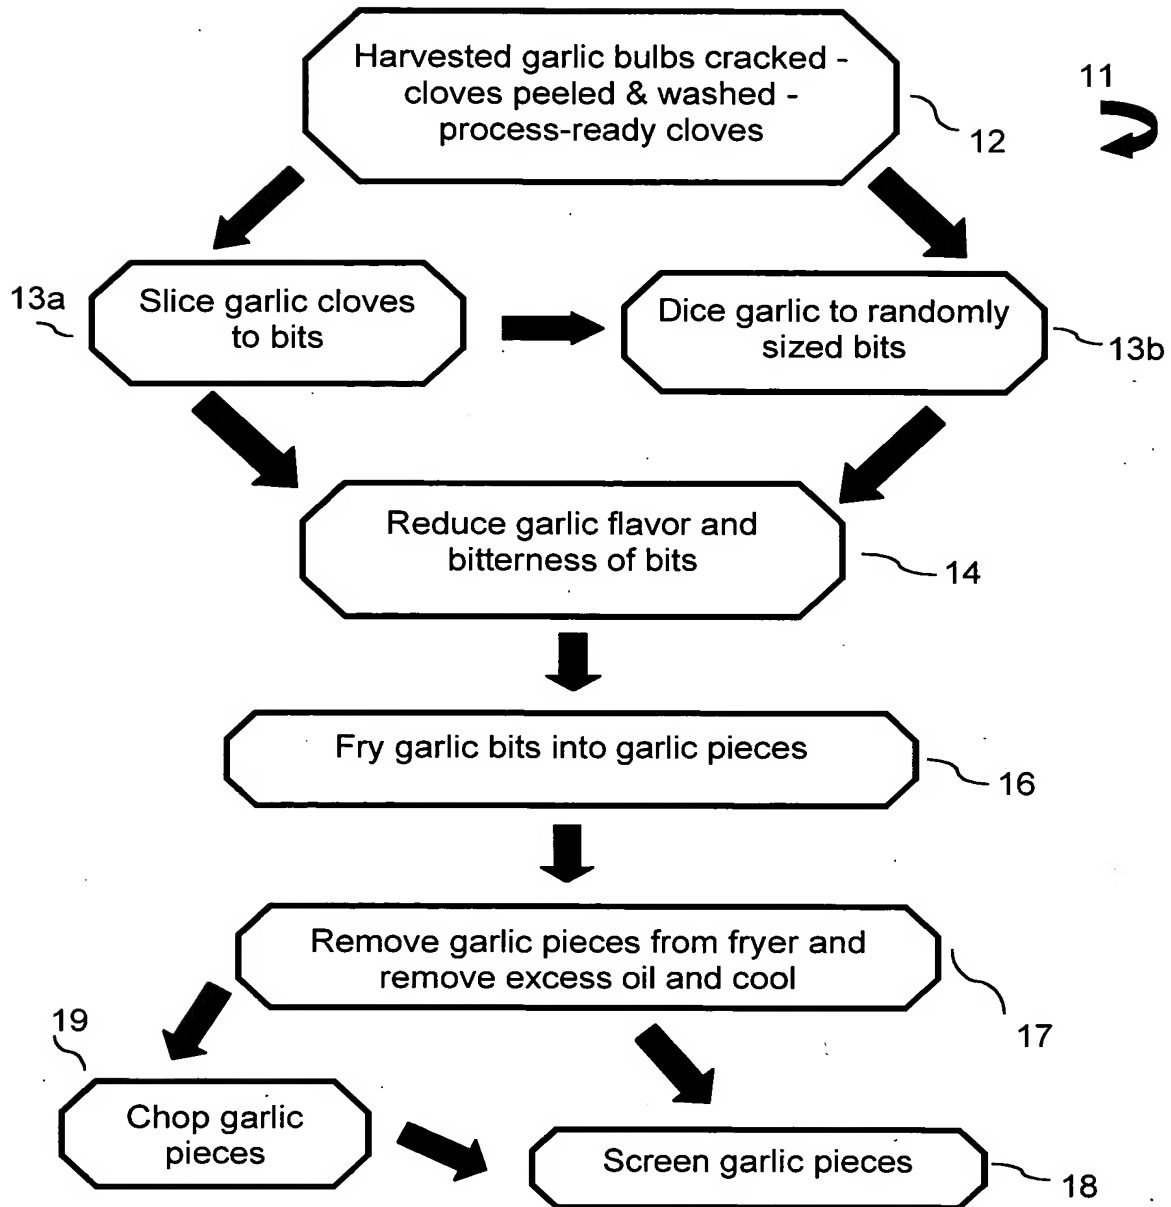 Harvested garlic bulbs cracked -
cloves peeled & washed -
process-ready cloves
11
12
13a
Slice garlic cloves
to bits
Dice garlic to randomly
sized bits
13b
Reduce garlic flavor and
bitterness of bits
14
Fry garlic bits into garlic pieces
16
Remove garlic pieces from fryer and
remove excess oil and cool
17
19
Chop garlic
pieces
Screen garlic pieces
18